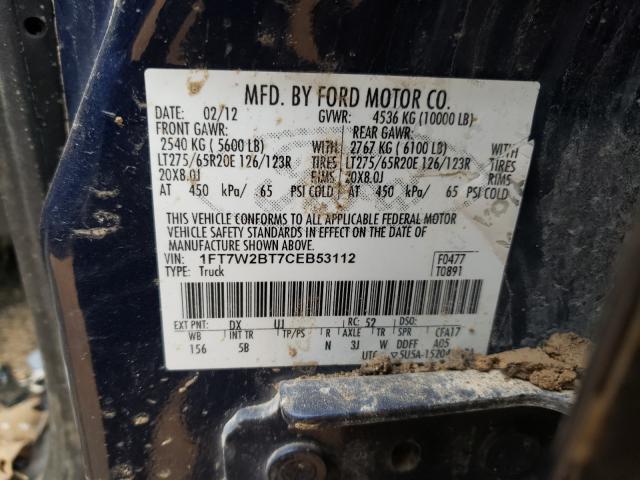 MFD. BY FORD MOTOR CO.
DATE: 02/12 GVWR: 4536 KG (10000 LB)
FRONT GAWR: REAR GAWR:
2540 KG ( 5600 LB) WITH 2767 KG ( 6100 LB) WITH
LT275/65R20E 126/123R TIRES LT275/65R20E 126/123R TIRES
20X8.0J RIMS 20X8.0J RIMS
AT 450 kPa/ 65 PSI COLD AT 450 kPa/ 65 PSI COLD
THIS VEHICLE CONFORMS TO ALL APPLICABLE FEDERAL MOTOR
VEHICLE SAFETY STANDARDS IN EFFECT ON THE DATE OF
MANUFACTURE SHOWN ABOVE.
VIN: 1FT7W2BT7CEB53112 F0477
TYPE: Truck T0891
EXT PNT: DX UJ RC: 52 DSO:
WB INT TR TP/PS R AXLE TR SPR CFA17
156 5B N 3J W DDFF A05
UTC ▽5USA-15204